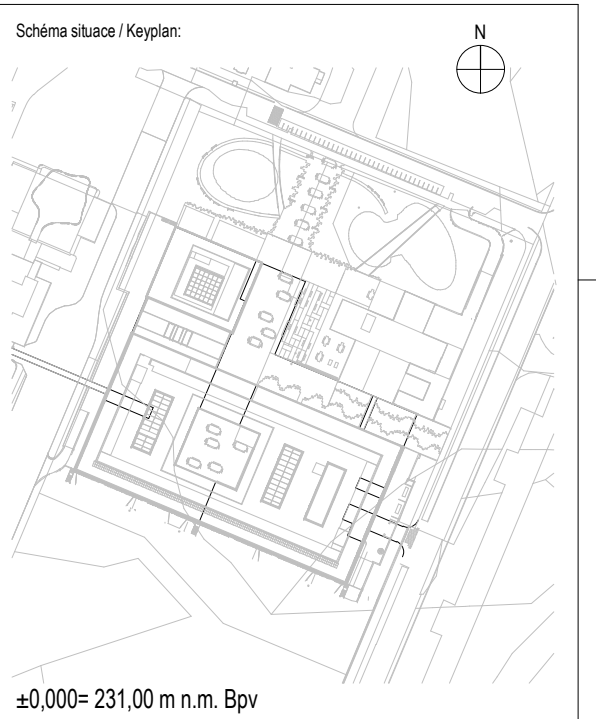 Schéma situace / Keyplan:
N
±0,000= 231,00 m n.m. Bpv